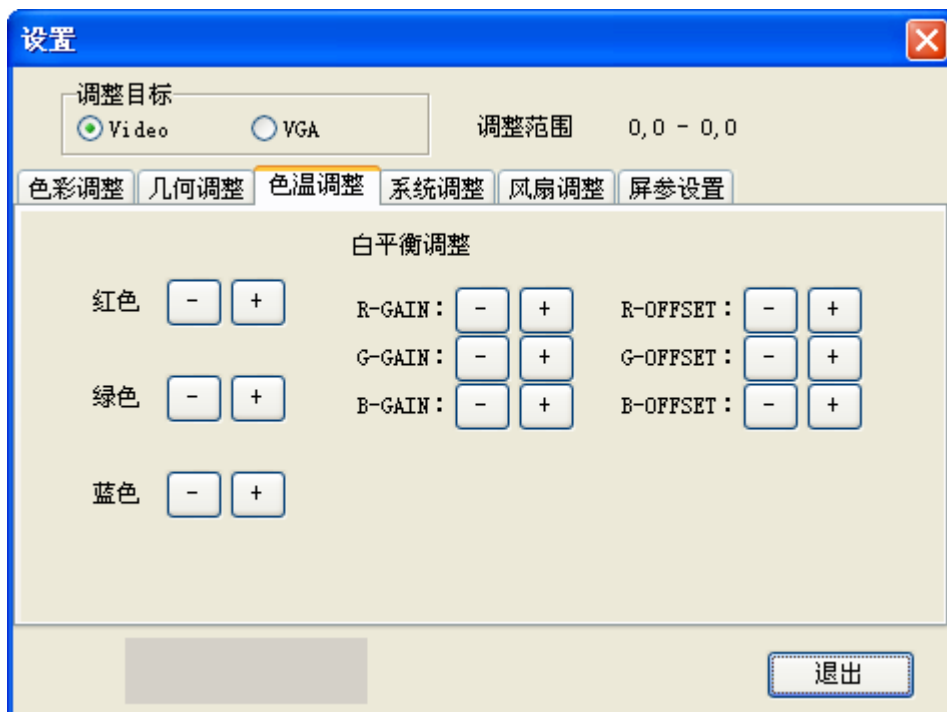 设置
调整目标
Video VGA 调整范围 0,0 - 0,0
色彩调整 几何调整 色温调整 系统调整 风扇调整 屏参设置
白平衡调整
红色 - + R-GAIN: - + R-OFFSET: - +
G-GAIN: - + G-OFFSET: - +
绿色 - + B-GAIN: - + B-OFFSET: - +
蓝色 - +
退出